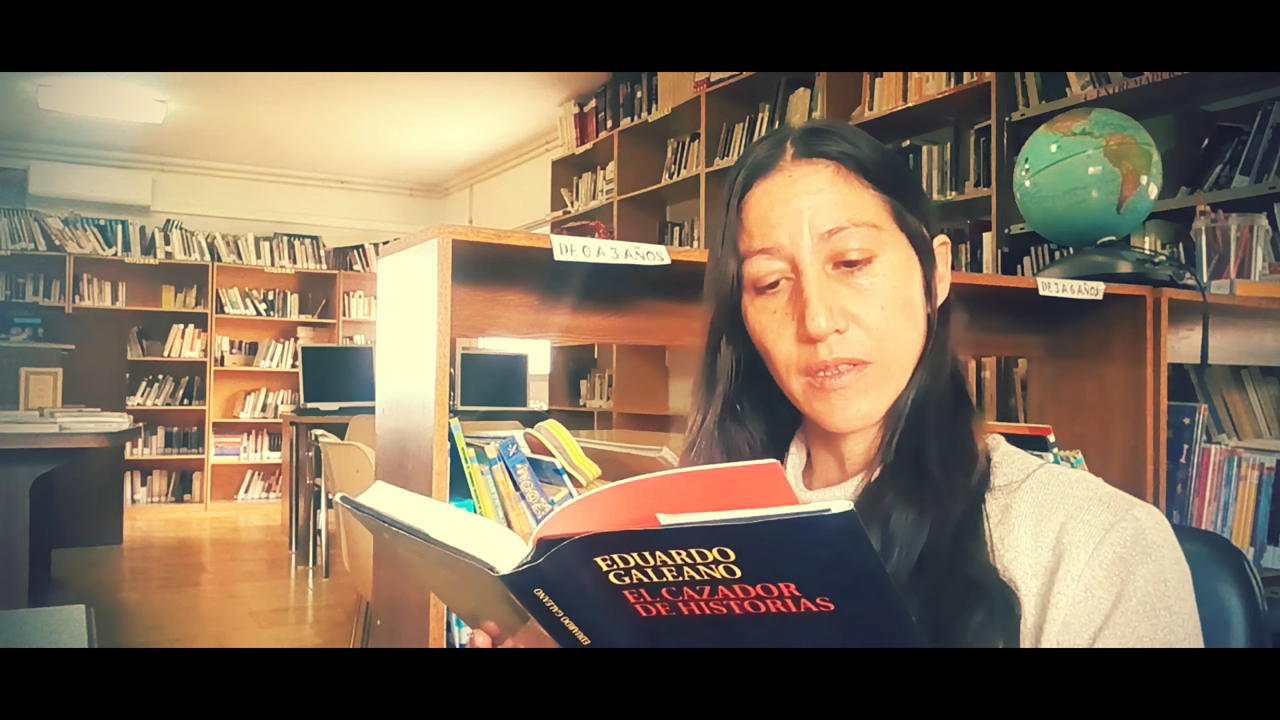 DE 0 A 3 AÑOS
DE 3 A 6 AÑOS
EDUARDO
GALEANO
EL CAZADOR
DE HISTORIAS
EDUARDO GALEANO